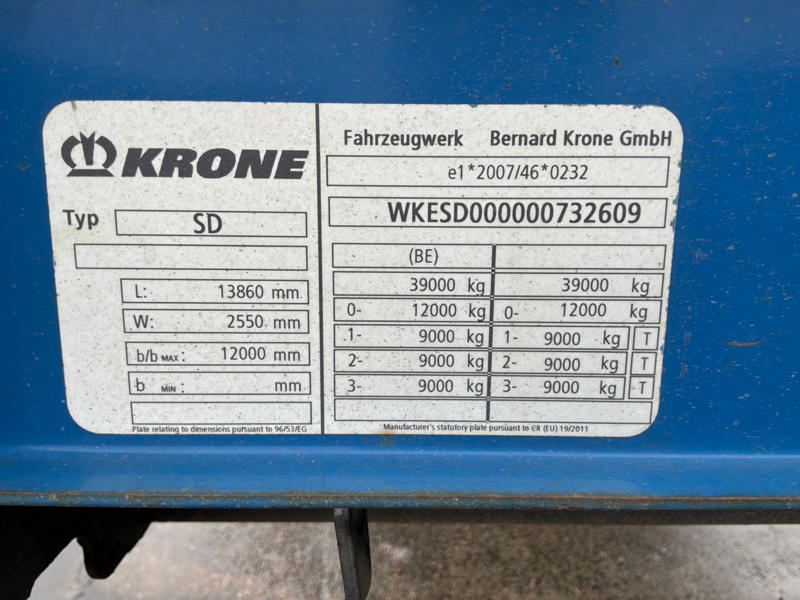 KRONE
Typ SD
L: 13860 mm
W: 2550 mm
b/b MAX: 12000 mm
b MIN: mm
Plate relating to dimensions pursuant to 96/53/EG
Fahrzeugwerk Bernard Krone GmbH
e1*2007/46*0232
WKESD000000732609
(BE)
39000 kg 39000 kg
0- 12000 kg 0- 12000 kg
1- 9000 kg 1- 9000 kg T
2- 9000 kg 2- 9000 kg T
3- 9000 kg 3- 9000 kg T
Manufacturer's statutory plate pursuant to CR (EU) 19/2011